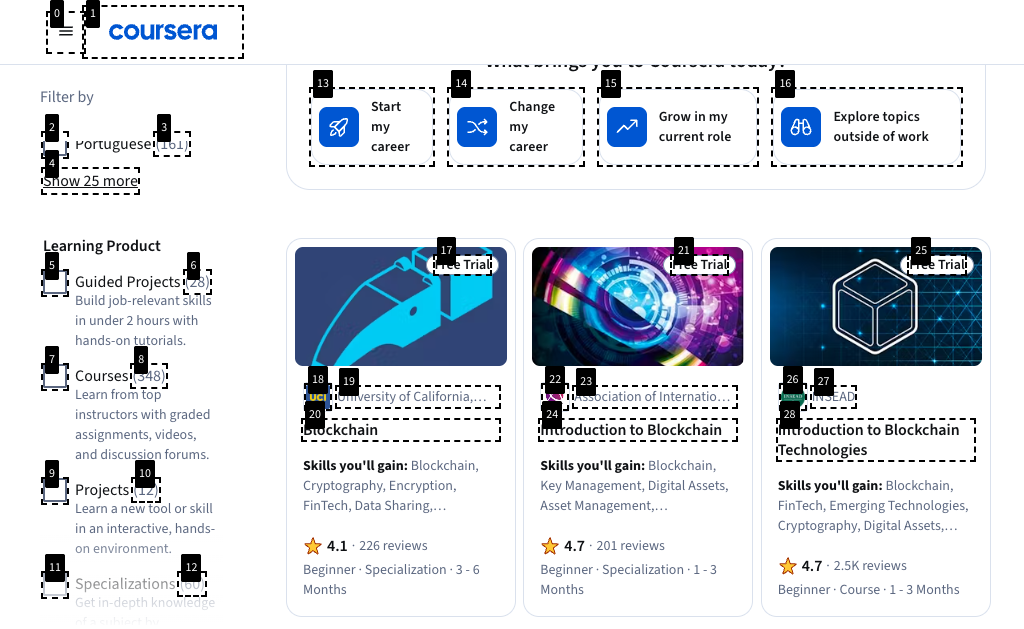 0
1
coursera
What brings you to Coursera today?
13
Start my career
14
Change my career
15
Grow in my current role
16
Explore topics outside of work
Filter by
2
Portuguese
3
(161)
4
Show 25 more
Learning Product
5
Guided Projects
6
(28)
Build job-relevant skills
in under 2 hours with
hands-on tutorials.
7
Courses
8
(348)
Learn from top
instructors with graded
assignments, videos,
and discussion forums.
9
Projects
10
(12)
Learn a new tool or skill
in an interactive, hands-
on environment.
11
Specializations
12
Get in-depth knowledge
of a subject by
17
Free Trial
18
UCI
19
University of California,...
20
Blockchain
Skills you'll gain: Blockchain,
Cryptography, Encryption,
FinTech, Data Sharing,...
4.1 · 226 reviews
Beginner · Specialization · 3 - 6
Months
21
Free Trial
22
23
Association of Internatio...
24
Introduction to Blockchain
Skills you'll gain: Blockchain,
Key Management, Digital Assets,
Asset Management,...
4.7 · 201 reviews
Beginner · Specialization · 1 - 3
Months
25
Free Trial
26
INSEAD
27
INSEAD
28
Introduction to Blockchain
Technologies
Skills you'll gain: Blockchain,
FinTech, Emerging Technologies,
Cryptography, Digital Assets,...
4.7 · 2.5K reviews
Beginner · Course · 1 - 3 Months